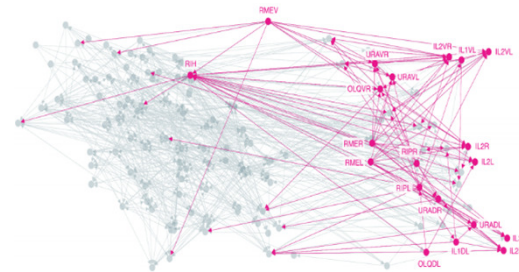 RMEV
IL2VR
IL1VL
IL2VL
URAVR
RIH
URAVL
OLQVR
RMER
RIPR
IL2R
RMEL
IL2L
RIPL
URADR
URADL
IL1DL
OLQDL